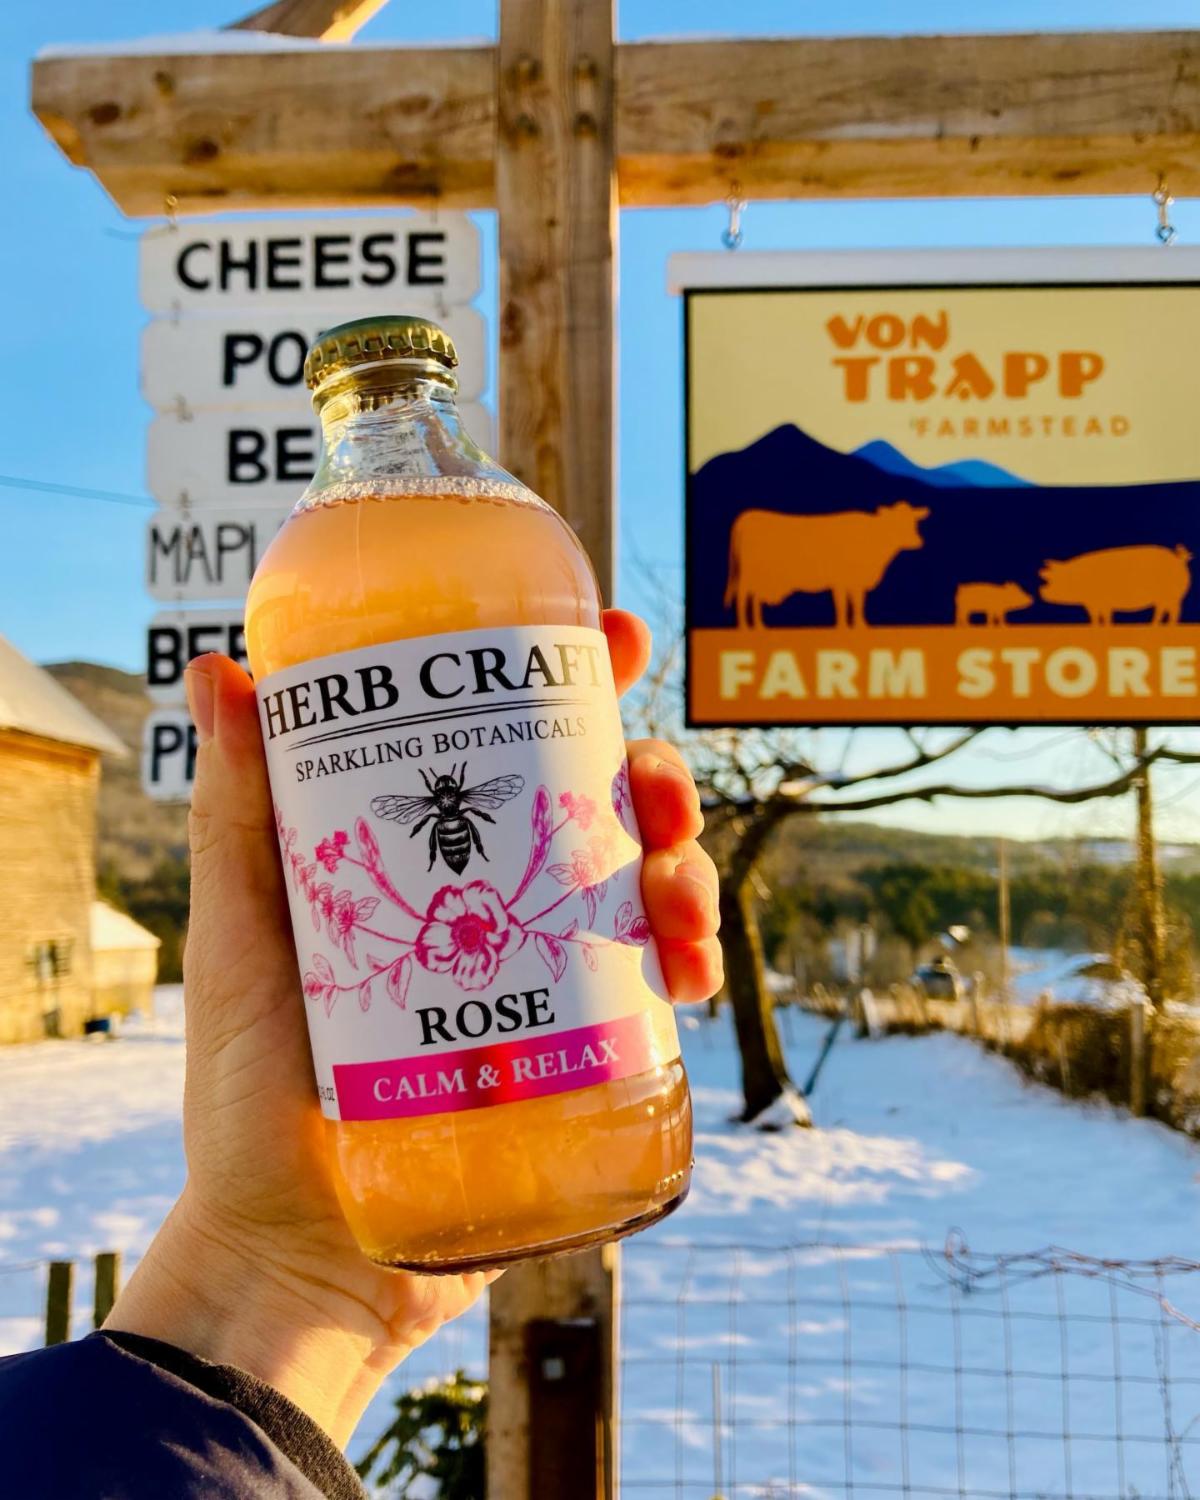 CHEESE
VON
TRAPP
FARMSTEAD
FARM STORE
HERB CRAFT
SPARKLING BOTANICALS
ROSE
CALM & RELAX